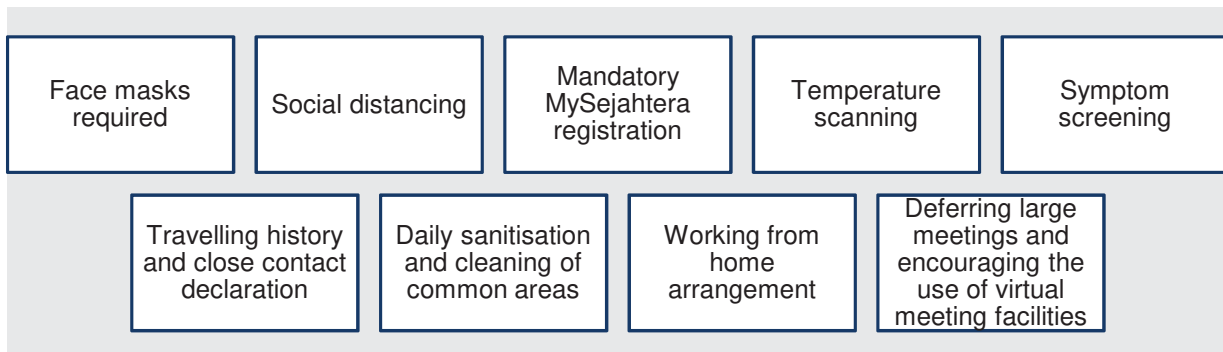 Face masks
required
Social distancing
Mandatory
MySejahtera
registration
Temperature
scanning
Symptom
screening
Travelling history
and close contact
declaration
Daily sanitisation
and cleaning of
common areas
Working from
home
arrangement
Deferring large
meetings and
encouraging the
use of virtual
meeting facilities